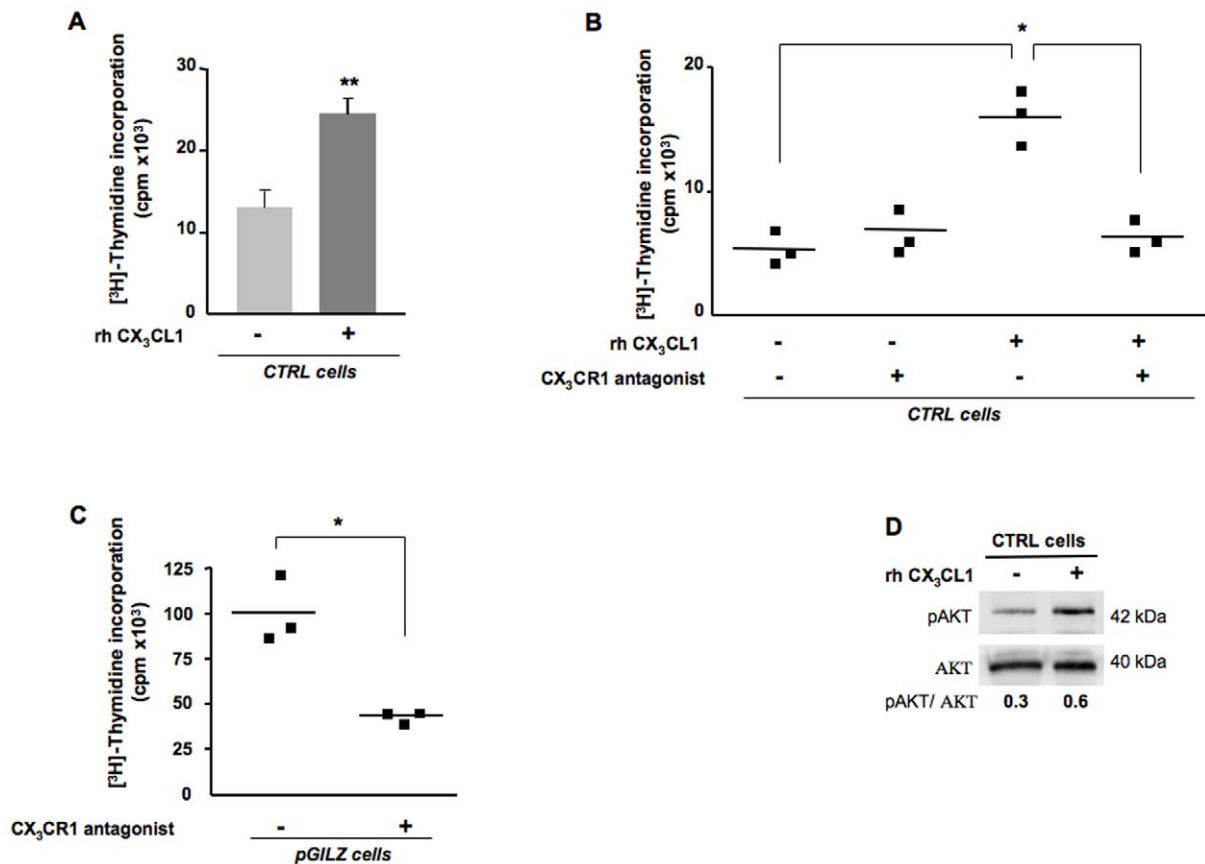 A
[³H]-Thymidine incorporation
(cpm x10³)
30
20
10
0
**
rh CX₃CL1
- +
CTRL cells
B
[³H]-Thymidine incorporation
(cpm x10³)
20
10
0
*
rh CX₃CL1
- - + +
CX₃CR1 antagonist
- + - +
CTRL cells
C
[³H]-Thymidine incorporation
(cpm x10³)
125
100
75
50
25
0
*
CX₃CR1 antagonist
- +
pGILZ cells
D
CTRL cells
rh CX₃CL1 - +
pAKT 42 kDa
AKT 40 kDa
pAKT/ AKT 0.3 0.6